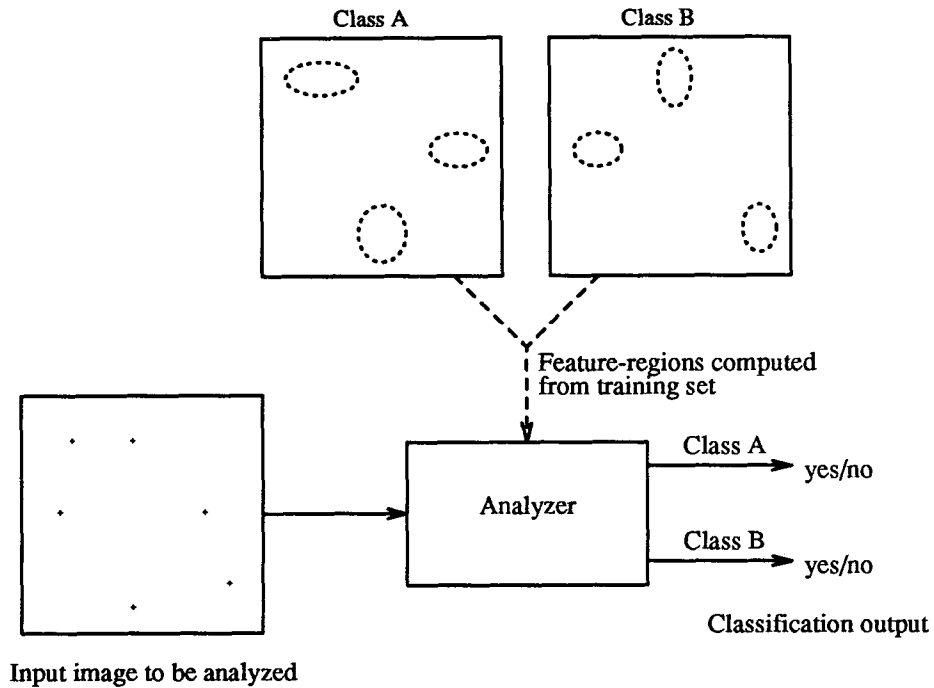 Class A
Class B
Feature-regions computed
from training set
Class A
yes/no
Analyzer
Class B
yes/no
Classification output
Input image to be analyzed